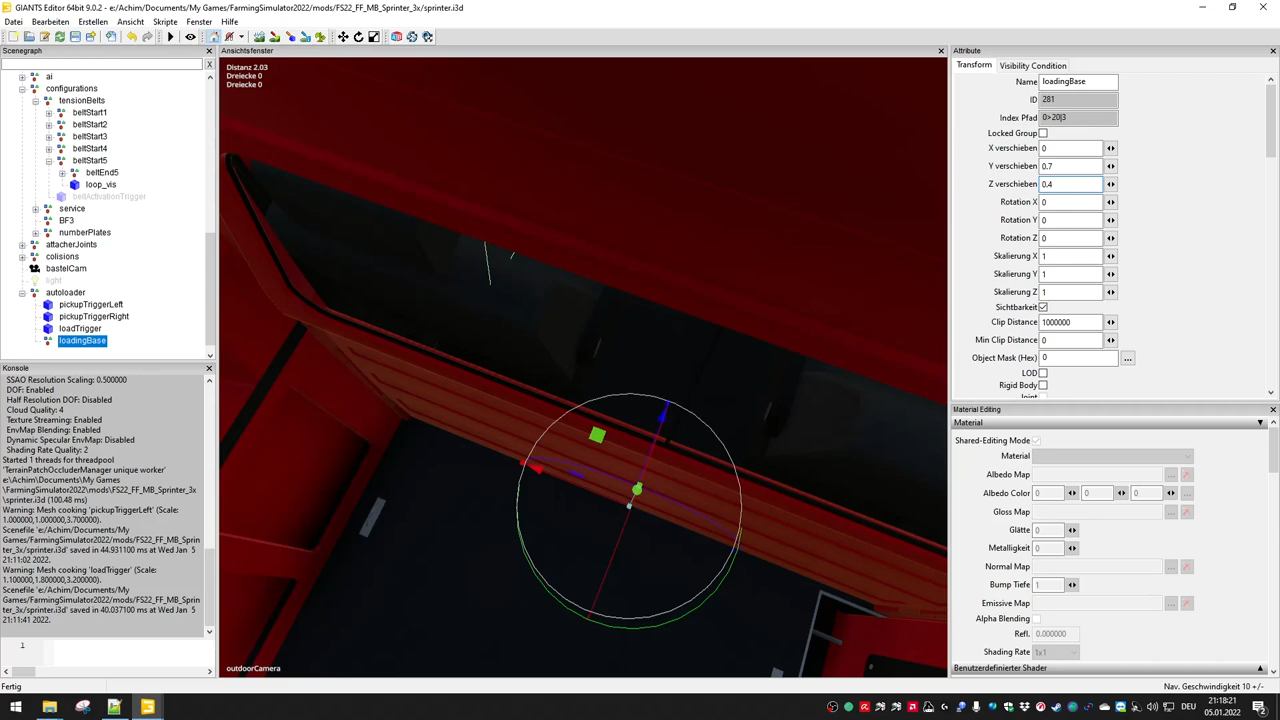 GIANTS Editor 64bit 9.0.2 - e:/Achim/Documents/My Games/FarmingSimulator2022/mods/FS22_FF_MB_Sprinter_3x/sprinter.i3d
Datei Bearbeiten Erstellen Ansicht Skripte Fenster Hilfe
Scenegraph
X
ai
configurations
tensionBelts
beltStart1
beltStart2
beltStart3
beltStart4
beltStart5
beltEnd5
loop_vis
beltActivationTrigger
service
BF3
numberPlates
attacherJoints
colisions
bastelCam
light
autoloader
pickupTriggerLeft
pickupTriggerRight
loadTrigger
loadingBase
Konsole
SSAO Resolution Scaling: 0.500000
DOF: Enabled
Half Resolution DOF: Disabled
Cloud Quality: 4
Texture Streaming: Enabled
EnvMap Blending: Enabled
Dynamic Specular EnvMap: Disabled
Shading Rate Quality: 2
Started 1 threads for threadpool
'TerrainPatchOccluderManager unique worker'
e:\Achim\Documents\My Games
\FarmingSimulator2022\mods\FS22_FF_MB_Sprinter_3x
\sprinter.i3d (100.48 ms)
Warning: Mesh cooking 'pickupTriggerLeft' (Scale:
1.000000,1.000000,3.700000).
Scenefile 'e:/Achim/Documents/My
Games/FarmingSimulator2022/mods/FS22_FF_MB_Sprin
ter_3x/sprinter.i3d' saved in 44.931100 ms at Wed Jan 5
21:11:02 2022.
Warning: Mesh cooking 'loadTrigger' (Scale:
1.100000,1.800000,3.200000).
Scenefile 'e:/Achim/Documents/My
Games/FarmingSimulator2022/mods/FS22_FF_MB_Sprin
ter_3x/sprinter.i3d' saved in 40.037100 ms at Wed Jan 5
21:11:41 2022.
1
Fertig
Ansichtsfenster
Distanz 2.03
Dreiecke 0
Dreiecke 0
outdoorCamera
Attribute
Transform Visibility Condition
Name loadingBase
ID 281
Index Pfad 0>20|3
Locked Group
X verschieben 0
Y verschieben 0.7
Z verschieben 0.4
Rotation X 0
Rotation Y 0
Rotation Z 0
Skalierung X 1
Skalierung Y 1
Skalierung Z 1
Sichtbarkeit
Clip Distance 1000000
Min Clip Distance 0
Object Mask (Hex) 0 ...
LOD
Rigid Body
Joint
Material Editing
Material
Shared-Editing Mode
Material
Albedo Map ...
Albedo Color 0 0 0 ...
Gloss Map ...
Glätte 0
Metalligkeit 0
Normal Map ...
Bump Tiefe 1
Emissive Map ...
Alpha Blending
Refl. 0.000000
Shading Rate 1x1
Benutzerdefinierter Shader
Nav. Geschwindigkeit 10 +/-
DEU
21:18:21
05.01.2022